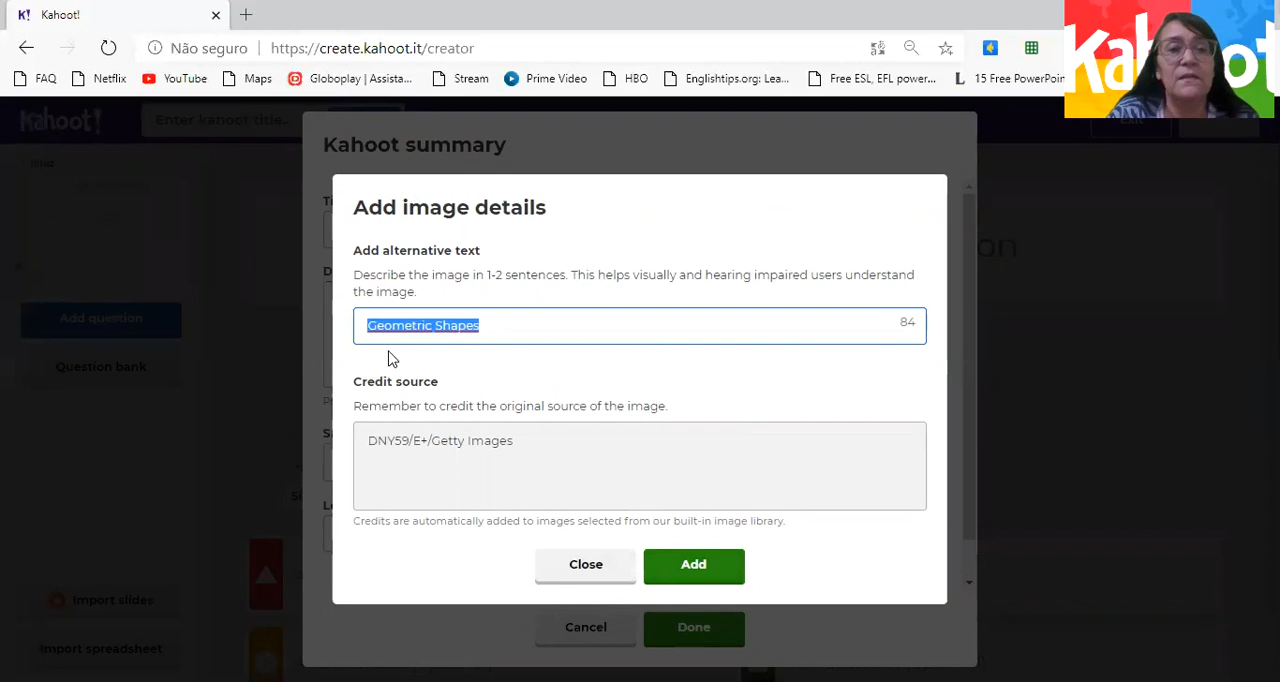 K! Kahoot!
Não seguro | https://create.kahoot.it/creator
FAQ Netflix YouTube Maps Globoplay | Assista... Stream Prime Video HBO Englishtips.org: Lea... Free ESL, EFL power... L 15 Free PowerPoin
Kahoot
Kahoot! Enter kahoot title...
Exit
Kahoot summary
Add image details
Add alternative text
Describe the image in 1-2 sentences. This helps visually and hearing impaired users understand
the image.
Geometric Shapes 84
Credit source
Remember to credit the original source of the image.
DNY59/E+/Getty Images
Credits are automatically added to images selected from our built-in image library.
Close Add
Cancel Done
Add question
Question bank
Import slides
Import spreadsheet